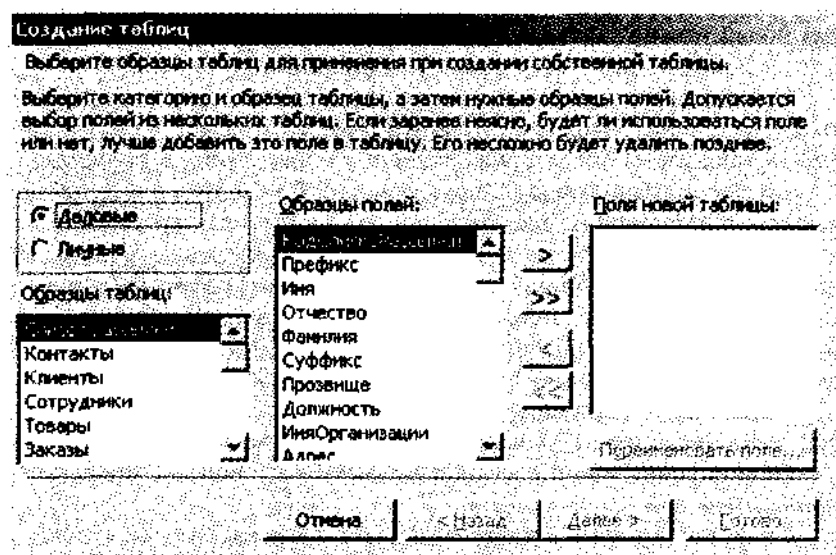 Создание таблиц
Выберите образцы таблиц для применения при создании собственной таблицы.
Выберите категорию и образец таблицы, а затем нужные образцы полей. Допускается
выбор полей из нескольких таблиц. Если заранее неясно, будет ли использоваться поле
или нет, лучше добавить это поле в таблицу. Его несложно будет удалить позднее.
Деловые
Личные
Образцы таблиц:
Контакты
Клиенты
Сотрудники
Товары
Заказы
Образцы полей:
Префикс
Имя
Отчество
Фамилия
Суффикс
Прозвище
Должность
ИмяОрганизации
Адрес
>
>>
<
<<
Поля новой таблицы:
Переименовать поле...
Отмена
< Назад
Далее >
Готово